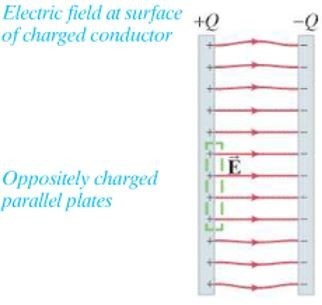 Electric field at surface
of charged conductor
+Q
−Q
E
Oppositely charged
parallel plates